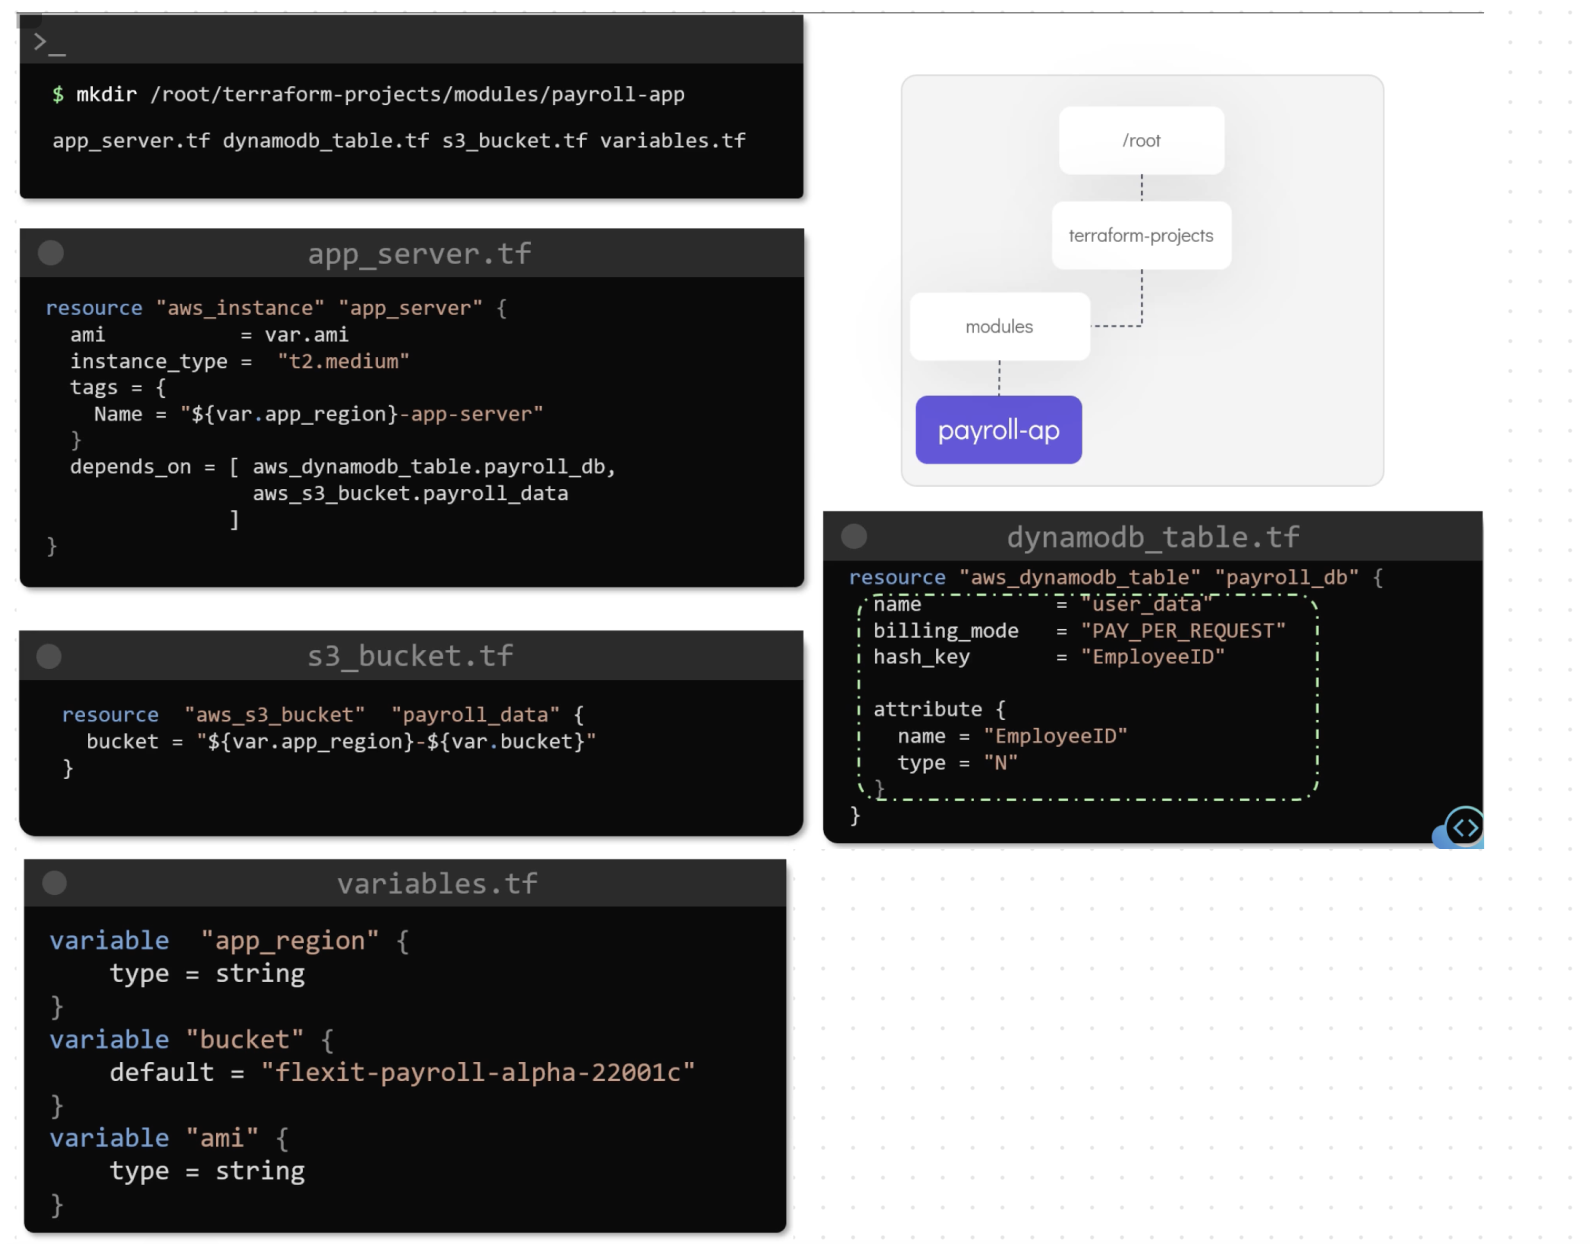 >_
$ mkdir /root/terraform-projects/modules/payroll-app
app_server.tf dynamodb_table.tf s3_bucket.tf variables.tf
app_server.tf
resource "aws_instance" "app_server" {
  ami           = var.ami
  instance_type =  "t2.medium"
  tags = {
    Name = "${var.app_region}-app-server"
  }
  depends_on = [ aws_dynamodb_table.payroll_db,
                 aws_s3_bucket.payroll_data
               ]
}
s3_bucket.tf
resource  "aws_s3_bucket"  "payroll_data" {
  bucket = "${var.app_region}-${var.bucket}"
}
variables.tf
variable  "app_region" {
    type = string
}
variable "bucket" {
    default = "flexit-payroll-alpha-22001c"
}
variable "ami" {
    type = string
}
/root
terraform-projects
modules
payroll-ap
dynamodb_table.tf
resource "aws_dynamodb_table" "payroll_db" {
  name           = "user_data"
  billing_mode   = "PAY_PER_REQUEST"
  hash_key       = "EmployeeID"
  attribute {
    name = "EmployeeID"
    type = "N"
  }
}
<>